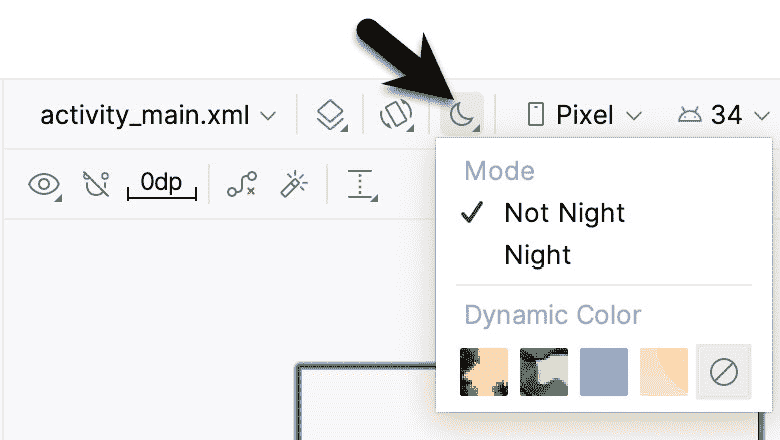 activity_main.xml Pixel 34
0dp
Mode
Not Night
Night
Dynamic Color